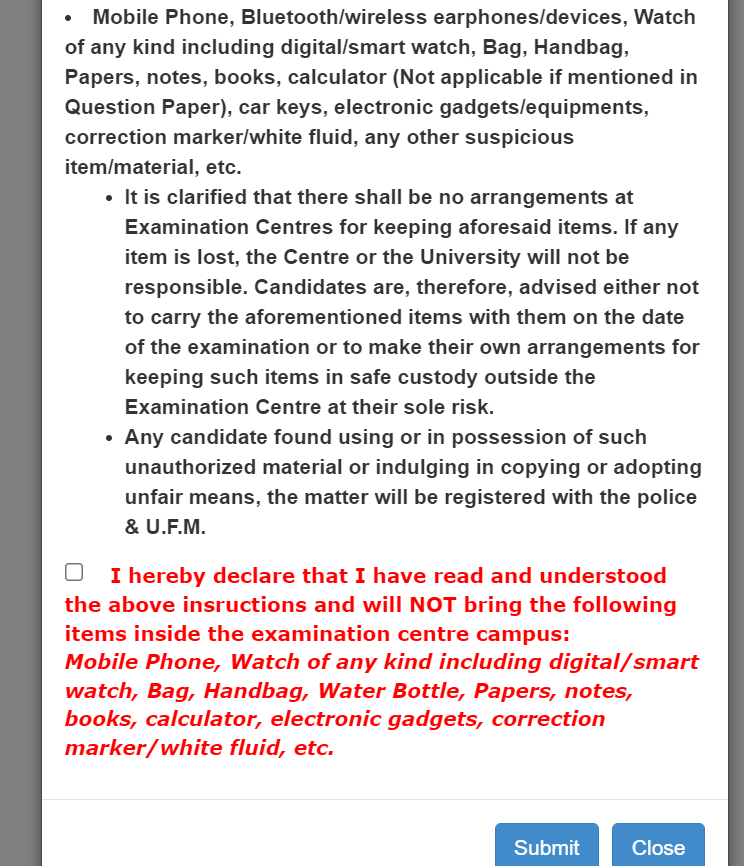 • Mobile Phone, Bluetooth/wireless earphones/devices, Watch
of any kind including digital/smart watch, Bag, Handbag,
Papers, notes, books, calculator (Not applicable if mentioned in
Question Paper), car keys, electronic gadgets/equipments,
correction marker/white fluid, any other suspicious
item/material, etc.
• It is clarified that there shall be no arrangements at
Examination Centres for keeping aforesaid items. If any
item is lost, the Centre or the University will not be
responsible. Candidates are, therefore, advised either not
to carry the aforementioned items with them on the date
of the examination or to make their own arrangements for
keeping such items in safe custody outside the
Examination Centre at their sole risk.
• Any candidate found using or in possession of such
unauthorized material or indulging in copying or adopting
unfair means, the matter will be registered with the police
& U.F.M.
I hereby declare that I have read and understood
the above insructions and will NOT bring the following
items inside the examination centre campus:
Mobile Phone, Watch of any kind including digital/smart
watch, Bag, Handbag, Water Bottle, Papers, notes,
books, calculator, electronic gadgets, correction
marker/white fluid, etc.
Submit Close